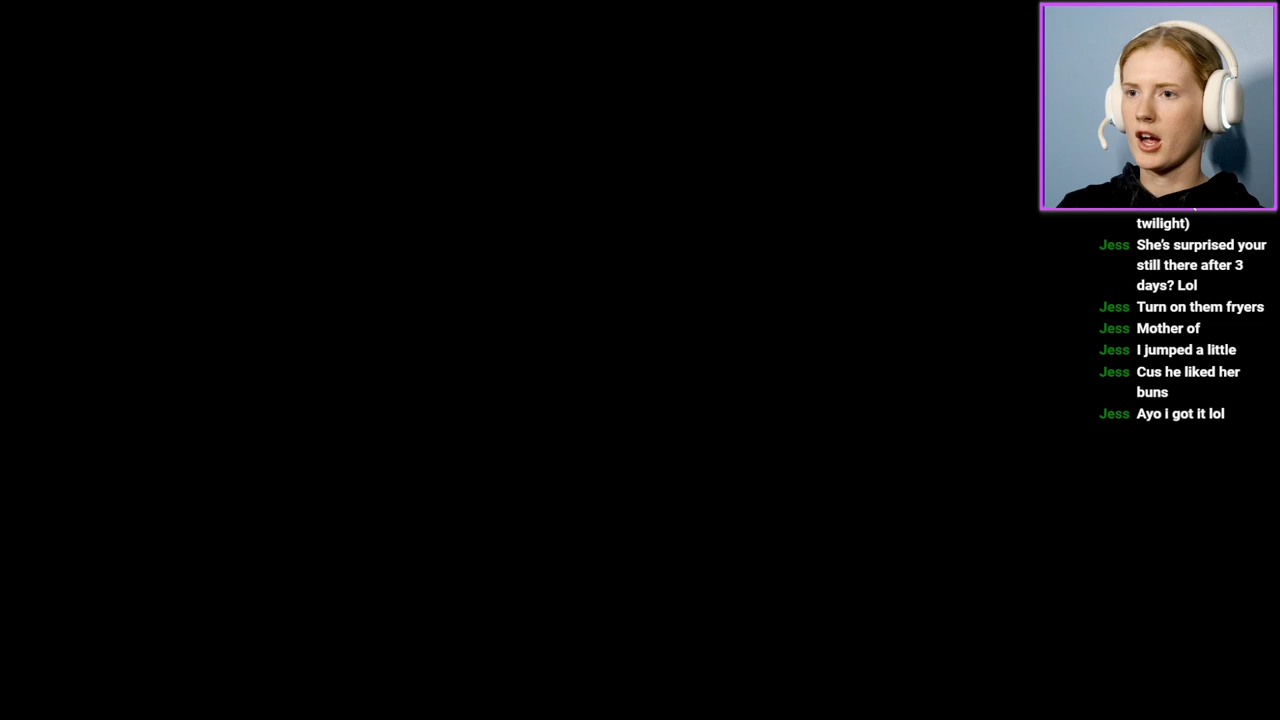 twilight)
Jess She's surprised your
still there after 3
days? Lol
Jess Turn on them fryers
Jess Mother of
Jess I jumped a little
Jess Cus he liked her
buns
Jess Ayo i got it lol